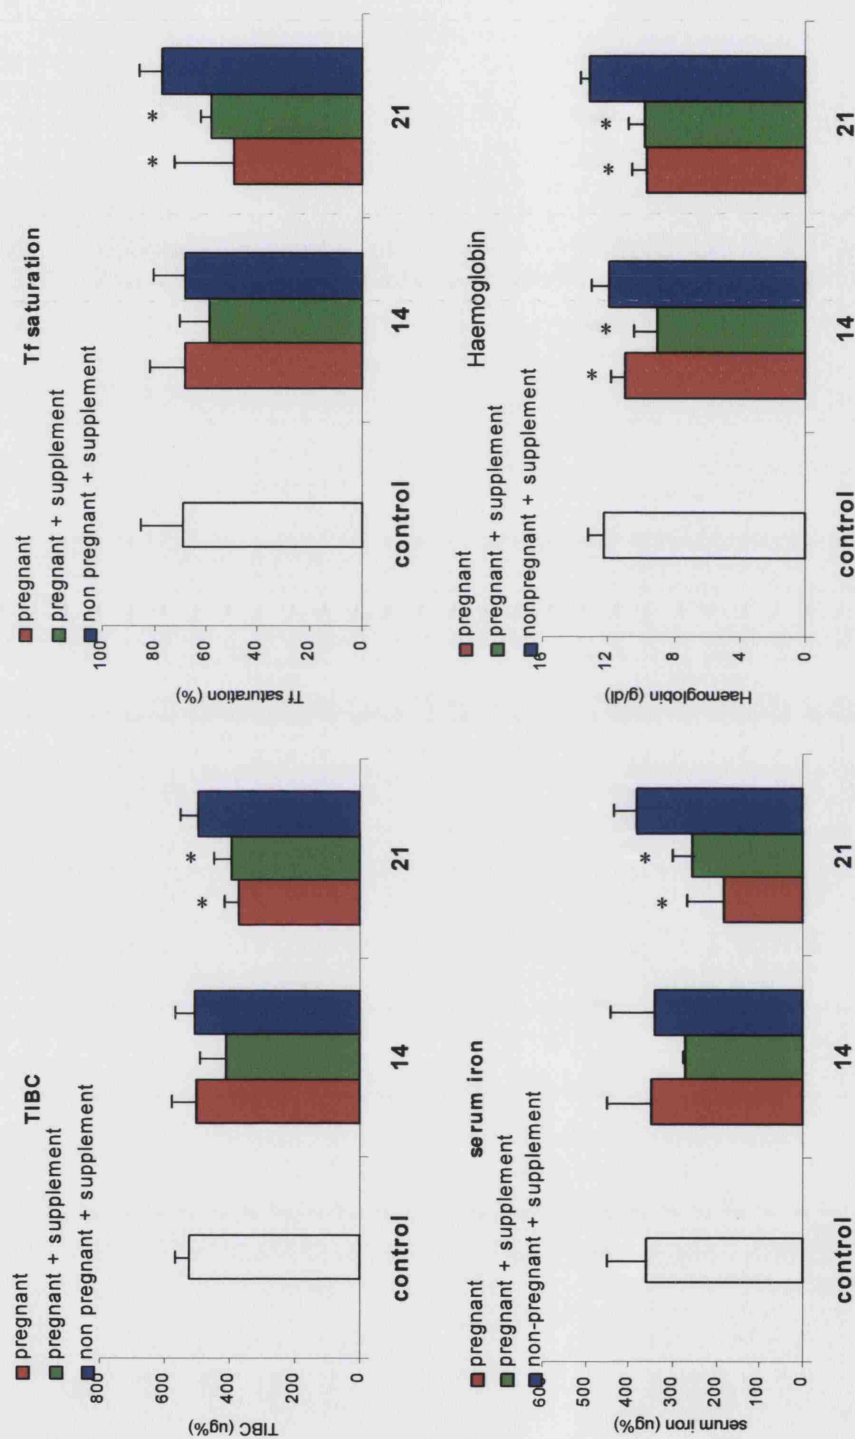 TIBC
pregnant
pregnant + supplement
non pregnant + supplement
TIBC (ug%)
800
600
400
200
0
*
*
control
14
21
Tf saturation
pregnant
pregnant + supplement
non pregnant + supplement
Tf saturation (%)
100
80
60
40
20
0
*
*
control
14
21
serum iron
pregnant
pregnant + supplement
non-pregnant + supplement
serum iron (ug%)
600
500
400
300
200
100
0
*
*
control
14
21
Haemoglobin
pregnant
pregnant + supplement
nonpregnant + supplement
Haemoglobin (g/dl)
16
12
8
4
0
*
*
*
*
control
14
21